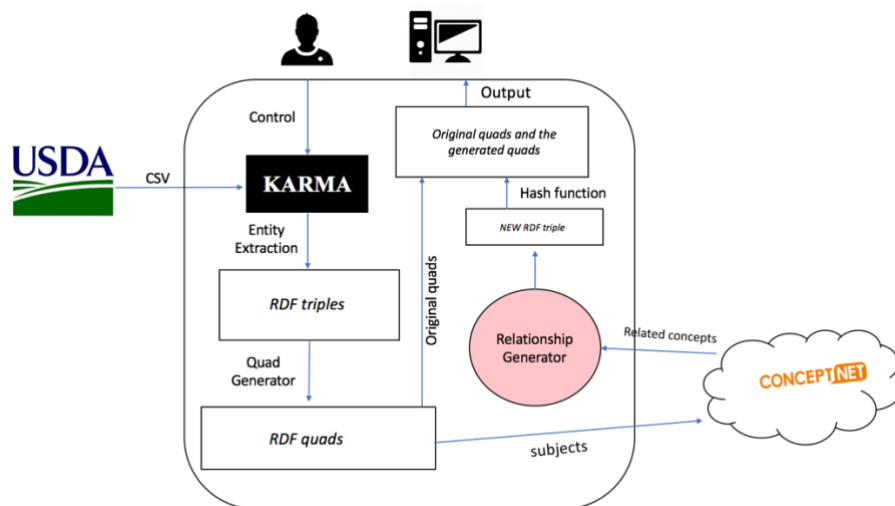 Control
Output
Original quads and the
generated quads
USDA
CSV
KARMA
Hash function
Entity
Extraction
NEW RDF triple
RDF triples
Original quads
Relationship
Generator
Related concepts
Quad
Generator
CONCEPTNET
RDF quads
subjects